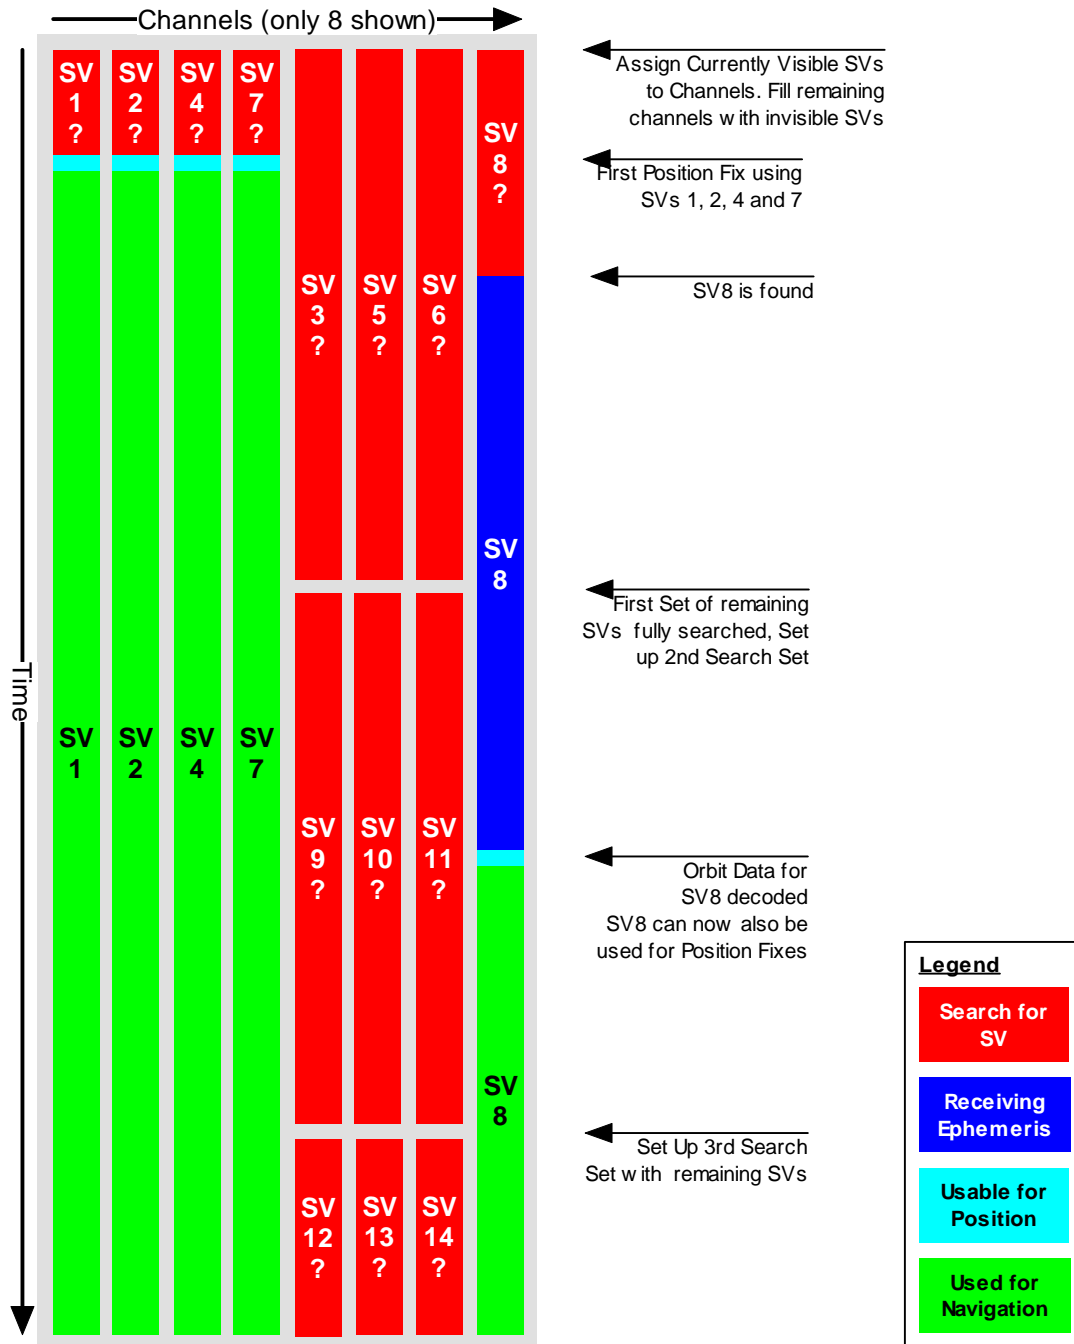 Channels (only 8 shown)
Time
SV
1
?
SV
2
?
SV
4
?
SV
7
?
SV
3
?
SV
5
?
SV
6
?
SV
8
?
SV
8
SV
1
SV
2
SV
4
SV
7
SV
9
?
SV
10
?
SV
11
?
SV
8
SV
12
?
SV
13
?
SV
14
?
Assign Currently Visible SVs
to Channels. Fill remaining
channels with invisible SVs
First Position Fix using
SVs 1, 2, 4 and 7
SV8 is found
First Set of remaining
SVs fully searched, Set
up 2nd Search Set
Orbit Data for
SV8 decoded
SV8 can now also be
used for Position Fixes
Set Up 3rd Search
Set with remaining SVs
Legend
Search for
SV
Receiving
Ephemeris
Usable for
Position
Used for
Navigation